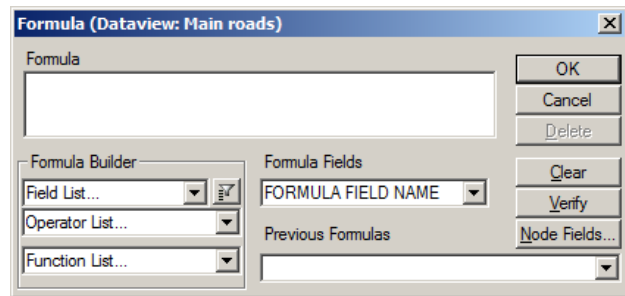 Formula (Dataview: Main roads)
Formula
OK
Cancel
Delete
Formula Builder
Field List...
Operator List...
Function List...
Formula Fields
FORMULA FIELD NAME
Previous Formulas
Clear
Verify
Node Fields...